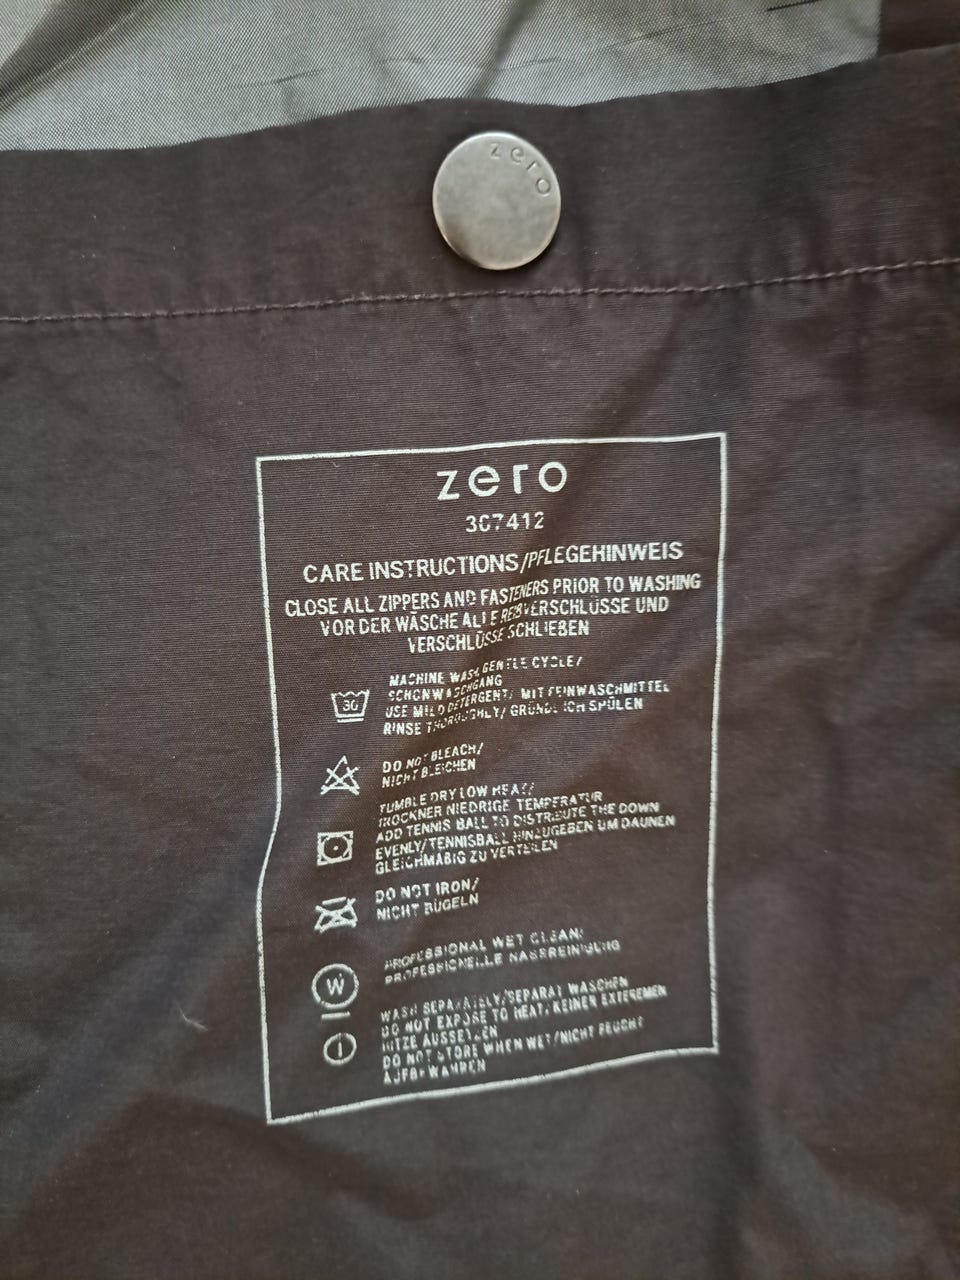 zero
zero
307412
CARE INSTRUCTIONS/PFLEGEHINWEIS
CLOSE ALL ZIPPERS AND FASTENERS PRIOR TO WASHING
VOR DER WÄSCHE ALLE REIßVERSCHLÜSSE UND
VERSCHLÜSSE SCHLIEßEN
30
MACHINE WASH, GENTLE CYCLE/
SCHONWASCHGANG
USE MILD DETERGENT/ MIT FEINWASCHMITTEL
RINSE THOROUGHLY/ GRÜNDLICH SPÜLEN
DO NOT BLEACH/
NICHT BLEICHEN
TUMBLE DRY LOW HEAT/
TROCKNER NIEDRIGE TEMPERATUR
ADD TENNIS BALL TO DISTRIBUTE THE DOWN
EVENLY/TENNISBALL HINZUGEBEN UM DAUNEN
GLEICHMÄßIG ZU VERTEILEN
DO NOT IRON/
NICHT BÜGELN
W
PROFESSIONAL WET CLEAN/
PROFESSIONELLE NASSREINIGUNG
WASH SEPARATELY/SEPARAT WASCHEN
DO NOT EXPOSE TO HEAT/ KEINER EXTEREMEN
HITZE AUSSETZEN
DO NOT STORE WHEN WET/NICHT FEUCHT
AUFBEWAHREN